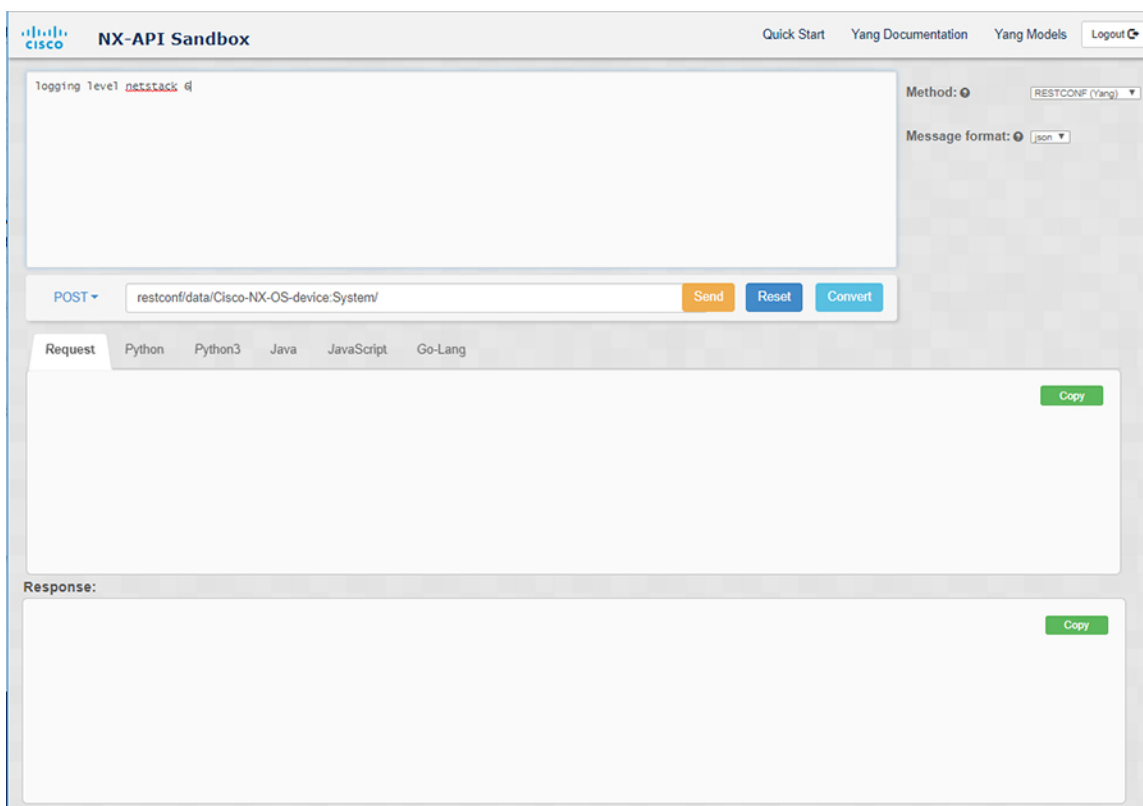 cisco NX-API Sandbox Quick Start Yang Documentation Yang Models Logout
logging level netstack 6
Method: RESTCONF (Yang)
Message format: json
POST restconf/data/Cisco-NX-OS-device:System/ Send Reset Convert
Request Python Python3 Java JavaScript Go-Lang
Copy
Response:
Copy